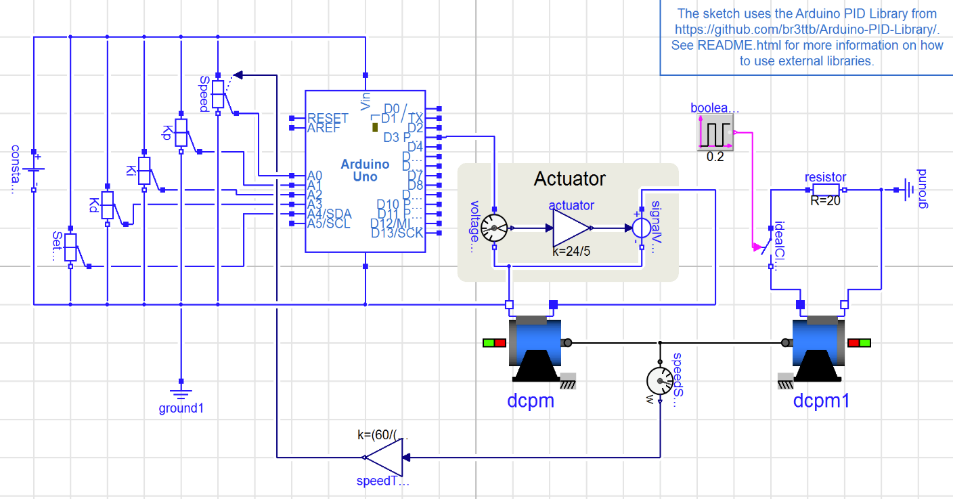 The sketch uses the Arduino PID Library from
https://github.com/br3ttb/Arduino-PID-Library/.
See README.html for more information on how
to use external libraries.
Speed
Kp
Ki
Kd
Set...
consta...
+
-
Vin
RESET
AREF
Arduino
Uno
A0
A1
A2
A3
A4/SDA
A5/SCL
D0 /...
D1 / TX
D2
D3 P...
D4
D...
D...
D7
D8
D...
D10 P...
D11 P...
D12/MI...
D13/SCK
Actuator
voltage...
actuator
k=24/5
signalV...
+
-
boolea...
0.2
resistor
R=20
ground
idealCl...
dcpm
dcpm1
speedS...
w
ground1
k=(60/(...
speedT...